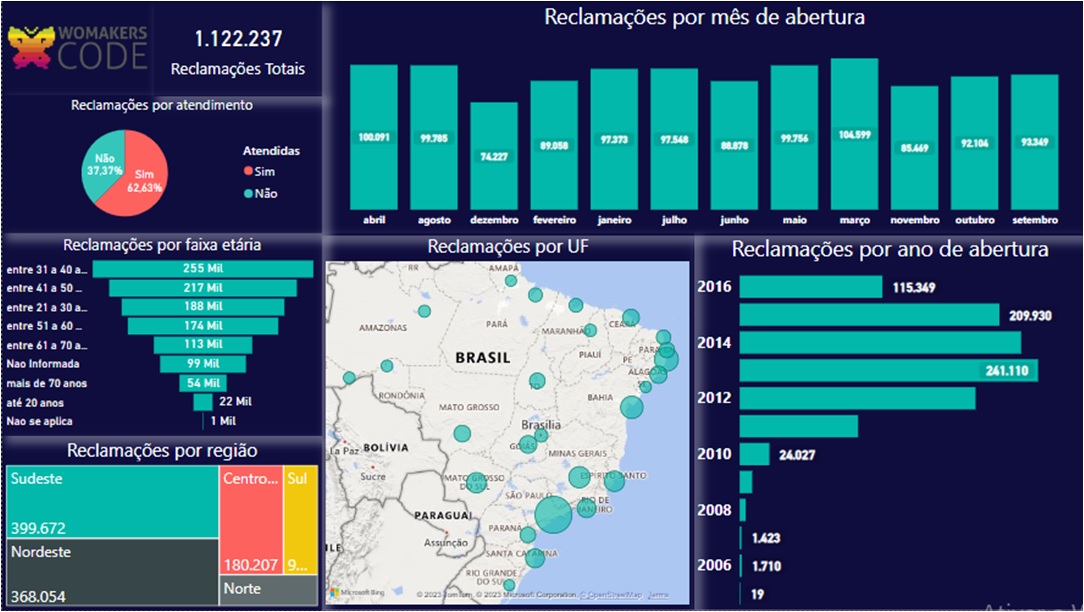 WOMAKERS
CODE
1.122.237
Reclamações Totais
Reclamações por atendimento
Não
37,37%
Sim
62,63%
Atendidas
Sim
Não
Reclamações por mês de abertura
100.091
99.785
74.227
89.058
97.373
97.548
88.878
99.756
104.599
85.469
92.104
93.349
abril
agosto
dezembro
fevereiro
janeiro
julho
junho
maio
março
novembro
outubro
setembro
Reclamações por faixa etária
entre 31 a 40 a...
255 Mil
entre 41 a 50 ...
217 Mil
entre 21 a 30 a...
188 Mil
entre 51 a 60 ...
174 Mil
entre 61 a 70 a...
113 Mil
Nao Informada
99 Mil
mais de 70 anos
54 Mil
até 20 anos
22 Mil
Nao se aplica
1 Mil
Reclamações por região
Sudeste
399.672
Nordeste
368.054
Centro...
180.207
Sul
9...
Norte
Reclamações por UF
RR
AMAPÁ
AMAZONAS
PARÁ
MARANHÃO
CEARÁ
BRASIL
PIAUÍ
PE
ALAGOAS
RONDÔNIA
TO
BAHIA
MATO GROSSO
Brasília
GOIÁS
BOLÍVIA
La Paz
Sucre
MINAS GERAIS
MATO GROSSO
DO SUL
ESPÍRITO SANTO
SÃO PAULO
RIO DE
JANEIRO
PARAGUAI
PARANÁ
Assunção
SANTA CATARINA
RIO GRANDE
DO SUL
Microsoft Bing
© 2023 TomTom, © 2023 Microsoft Corporation, © OpenStreetMap Terms
Reclamações por ano de abertura
2016
115.349
209.930
2014
241.110
2012
2010
24.027
2008
1.423
2006
1.710
19